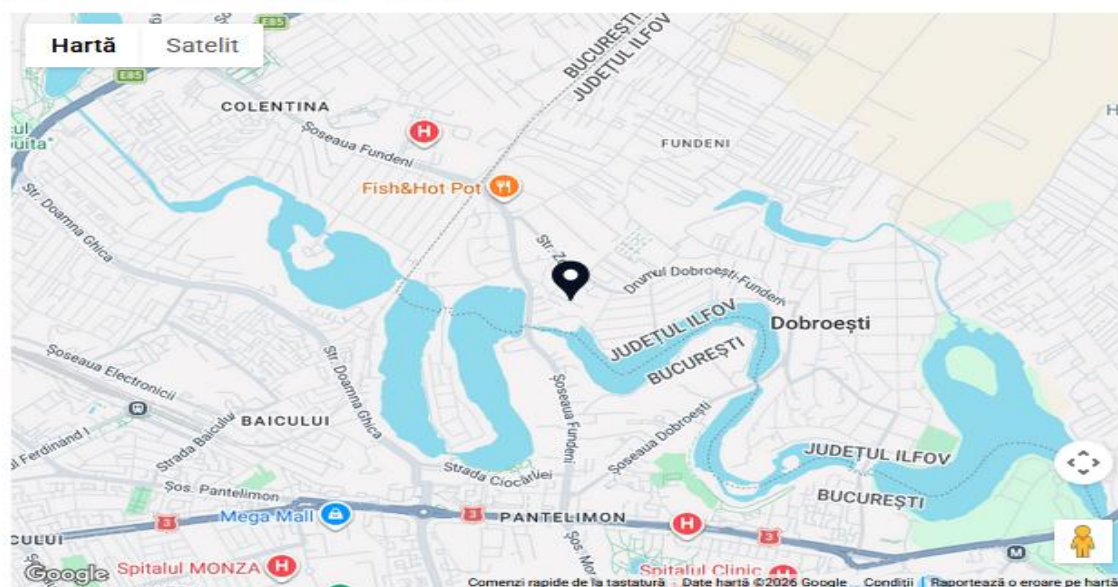 E85
Hartă Satelit
BUCUREȘTI
JUDEȚUL ILFOV
E85
COLENTINA
Șoseaua Fundeni
H
FUNDENI
Fish&Hot Pot
Str. Doamna Ghica
Drumul Dobroești-Fundeni
JUDEȚUL ILFOV
BUCUREȘTI
Dobroești
Șoseaua Electronicii
Str. Doamna Ghica
Șoseaua Fundeni
BAICULUI
Strada Baicului
Șoseaua Dobroești
JUDEȚUL ILFOV
BUCUREȘTI
Strada Ciocârliei
Șos. Pantelimon
3
Mega Mall
3
PANTELIMON
H
3
M
Google
Spitalul MONZA
H
Spitalul Clinic
Comenzi rapide de la tastatură
Date hartă ©2026 Google
Condiții
Raportează o eroare pe hartă